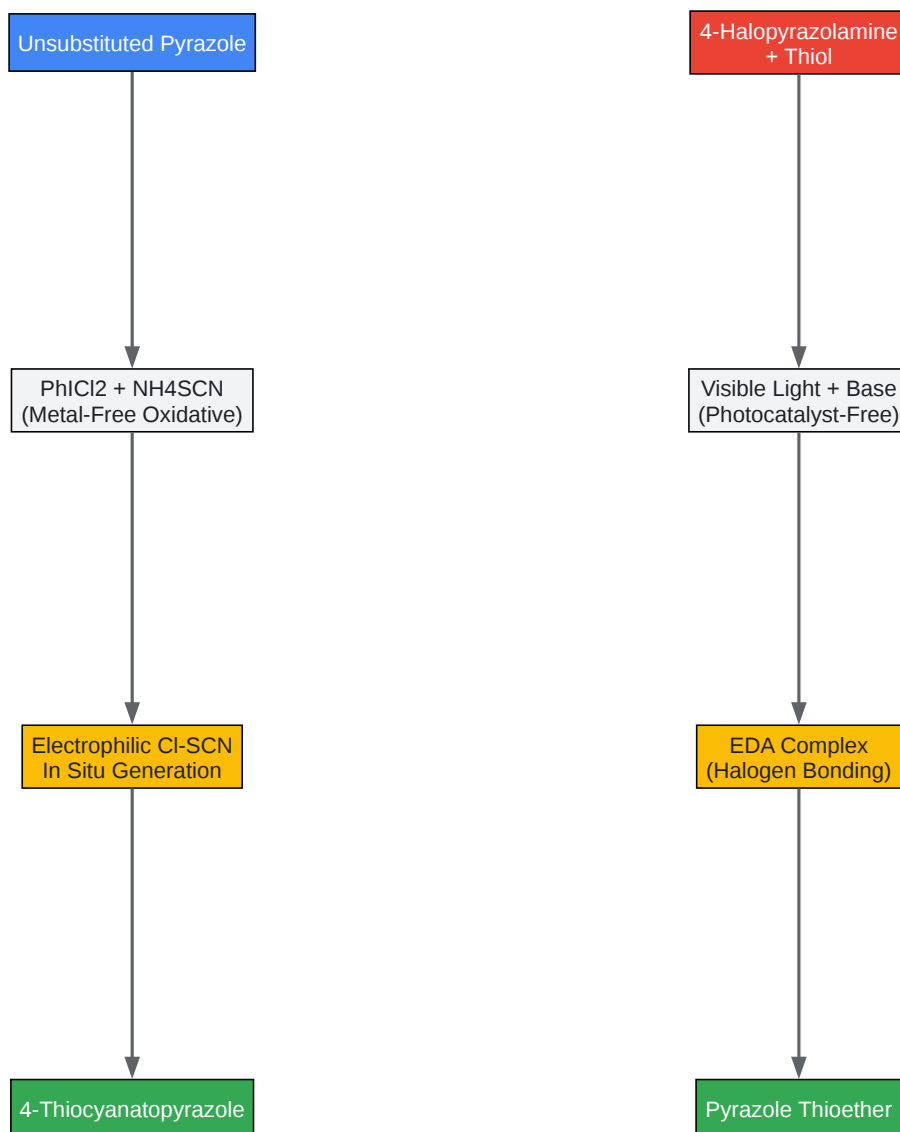 Unsubstituted Pyrazole
4-Halopyrazolamine
+ Thiol
PhICl2 + NH4SCN
(Metal-Free Oxidative)
Visible Light + Base
(Photocatalyst-Free)
Electrophilic Cl-SCN
In Situ Generation
EDA Complex
(Halogen Bonding)
4-Thiocyanatopyrazole
Pyrazole Thioether